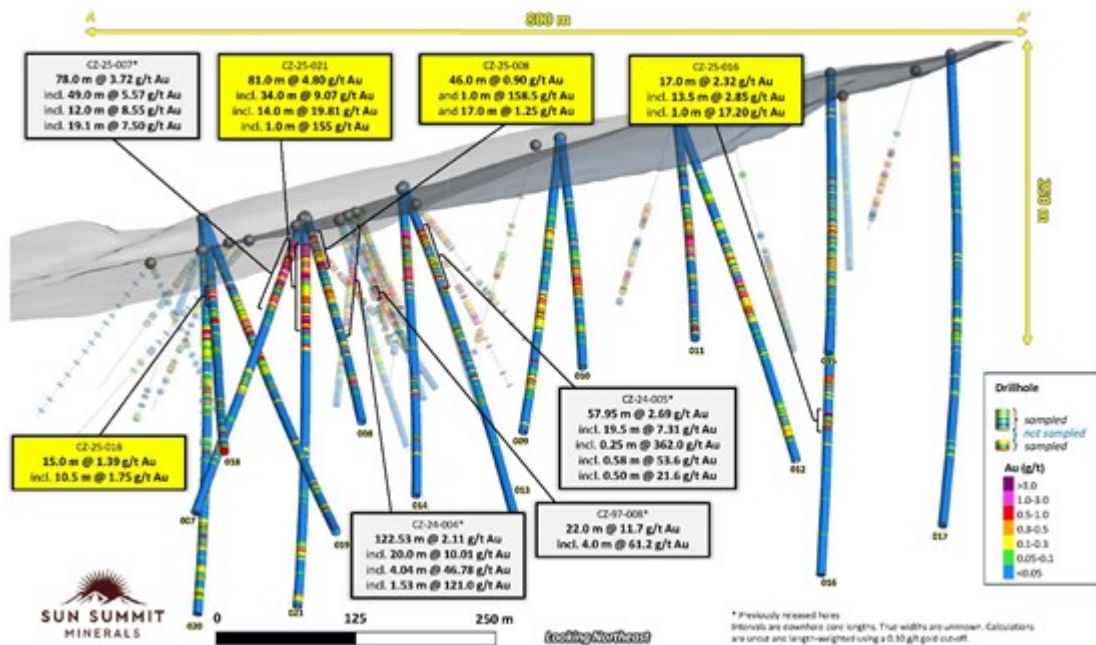 A
800 m
A'
CZ-25-007*
78.0 m @ 3.72 g/t Au
incl. 49.0 m @ 5.57 g/t Au
incl. 12.0 m @ 8.55 g/t Au
incl. 19.1 m @ 7.50 g/t Au
CZ-25-021
81.0 m @ 4.80 g/t Au
incl. 34.0 m @ 9.07 g/t Au
incl. 14.0 m @ 19.81 g/t Au
incl. 1.0 m @ 155 g/t Au
CZ-25-008
46.0 m @ 0.90 g/t Au
and 1.0 m @ 158.5 g/t Au
and 17.0 m @ 1.25 g/t Au
CZ-25-016
17.0 m @ 2.32 g/t Au
incl. 13.5 m @ 2.85 g/t Au
incl. 1.0 m @ 17.20 g/t Au
011
010
008
009
012
018
013
014
007
019
017
016
021
020
CZ-25-018
15.0 m @ 1.39 g/t Au
incl. 10.5 m @ 1.75 g/t Au
CZ-24-005*
57.95 m @ 2.69 g/t Au
incl. 19.5 m @ 7.31 g/t Au
incl. 0.25 m @ 362.0 g/t Au
incl. 0.58 m @ 53.6 g/t Au
incl. 0.50 m @ 21.6 g/t Au
CZ-97-008*
22.0 m @ 11.7 g/t Au
incl. 4.0 m @ 61.2 g/t Au
CZ-24-004*
122.53 m @ 2.11 g/t Au
incl. 20.0 m @ 10.01 g/t Au
incl. 4.04 m @ 46.78 g/t Au
incl. 1.53 m @ 121.0 g/t Au
Drillhole
sampled
not sampled
sampled
Au (g/t)
>3.0
1.0-3.0
0.5-1.0
0.3-0.5
0.1-0.3
0.05-0.1
<0.05
SUN SUMMIT
MINERALS
0
125
250 m
Looking Northeast
* Previously released holes
Intervals are downhole core lengths. True widths are unknown. Calculations
are uncut and length-weighted using a 0.10 g/t gold cut-off.